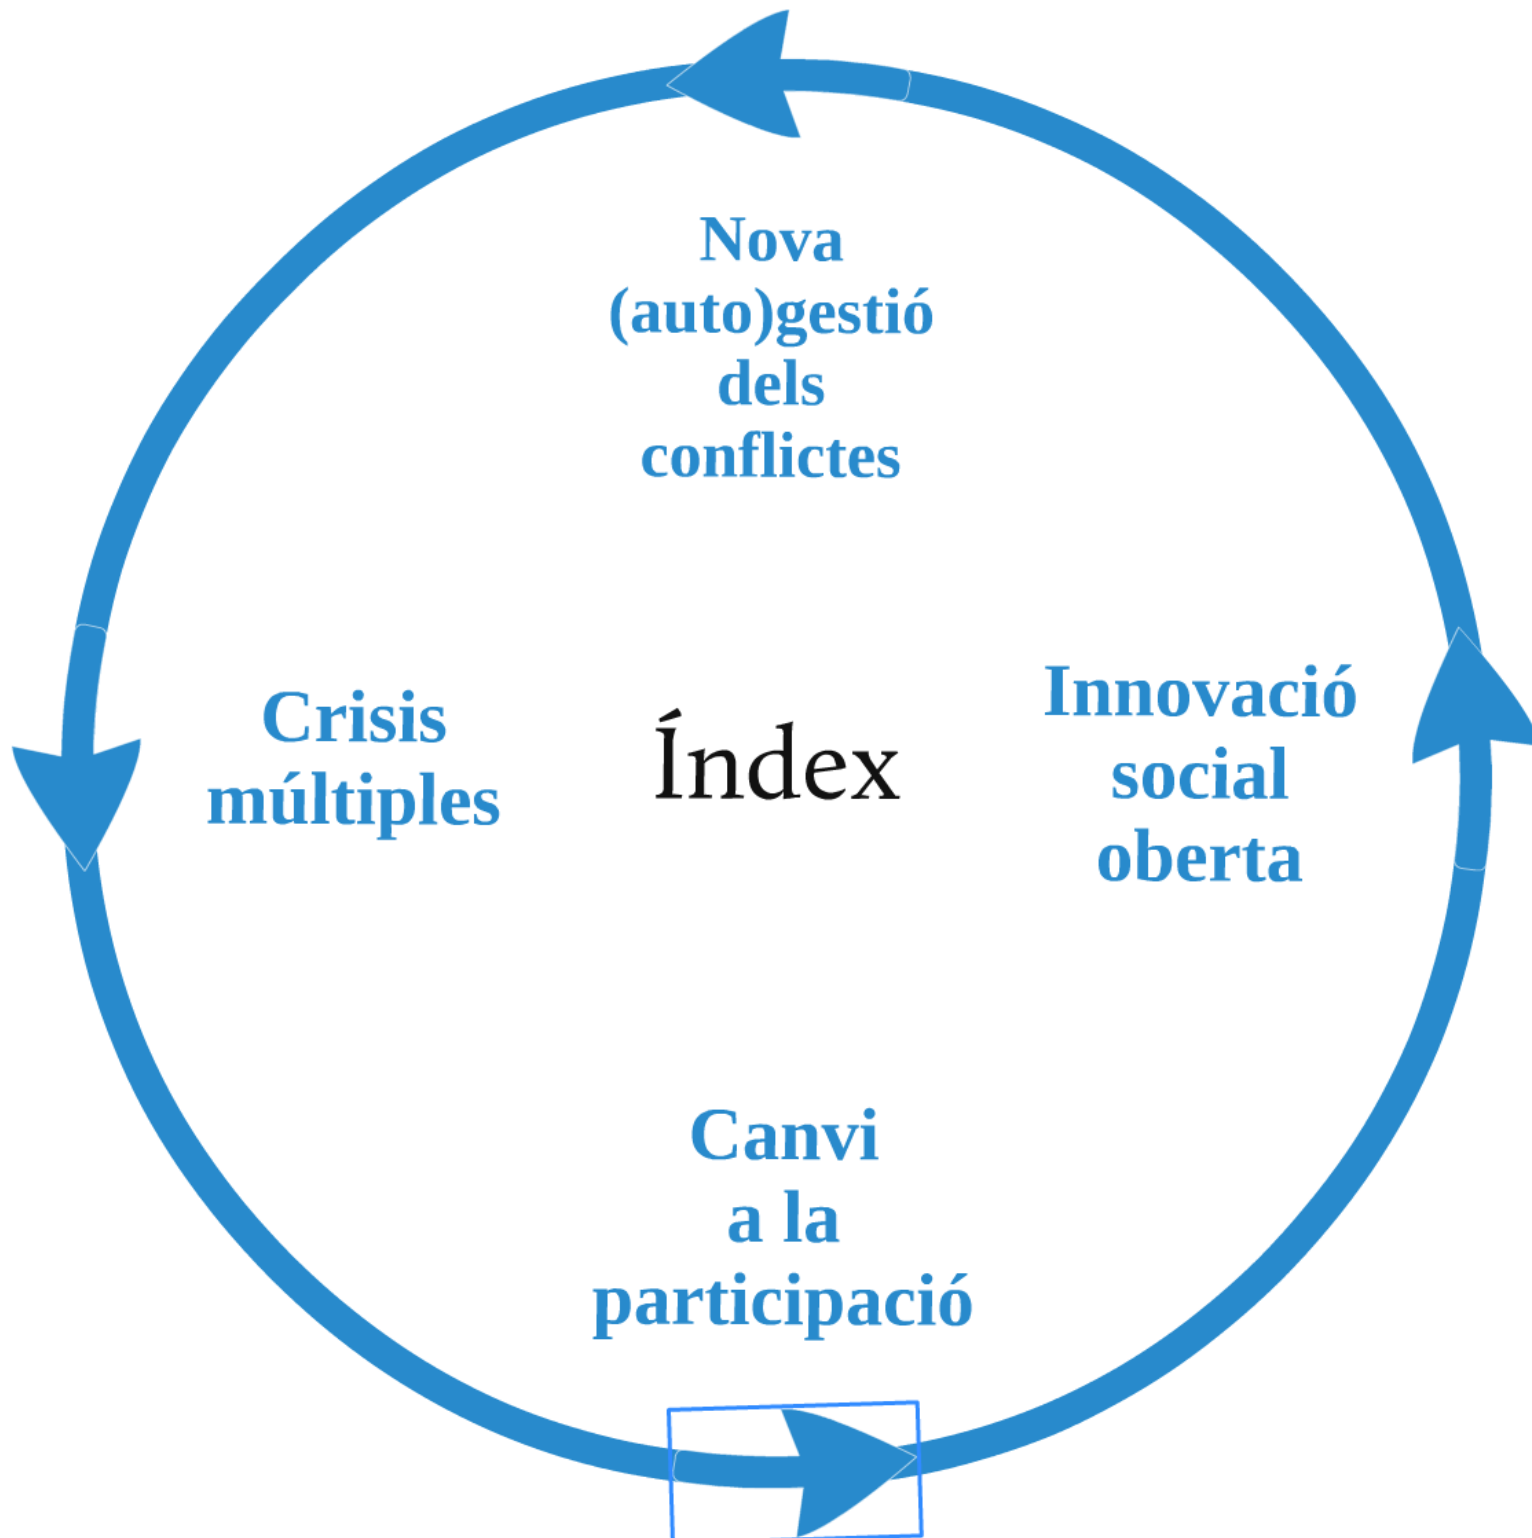 Nova
(auto)gestió
dels
conflictes
Crisis
múltiples
Índex
Innovació
social
oberta
Canvi
a la
participació